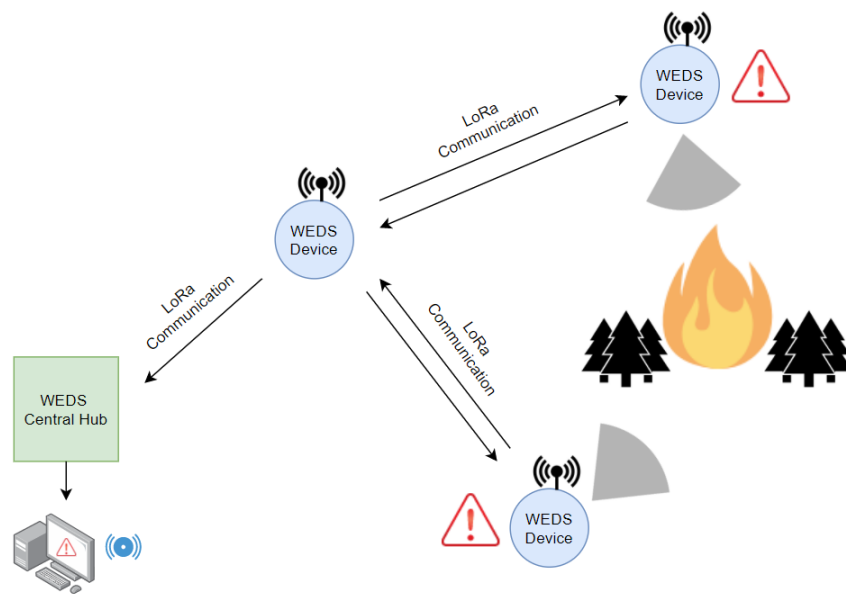 WEDS
Device
LoRa
Communication
WEDS
Device
LoRa
Communication
LoRa
Communication
WEDS
Central Hub
WEDS
Device